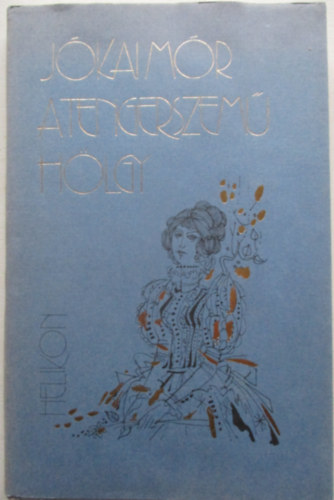 JÓKAI MÓR
A TENGERSZEMŰ
HÖLGY
HELIKON